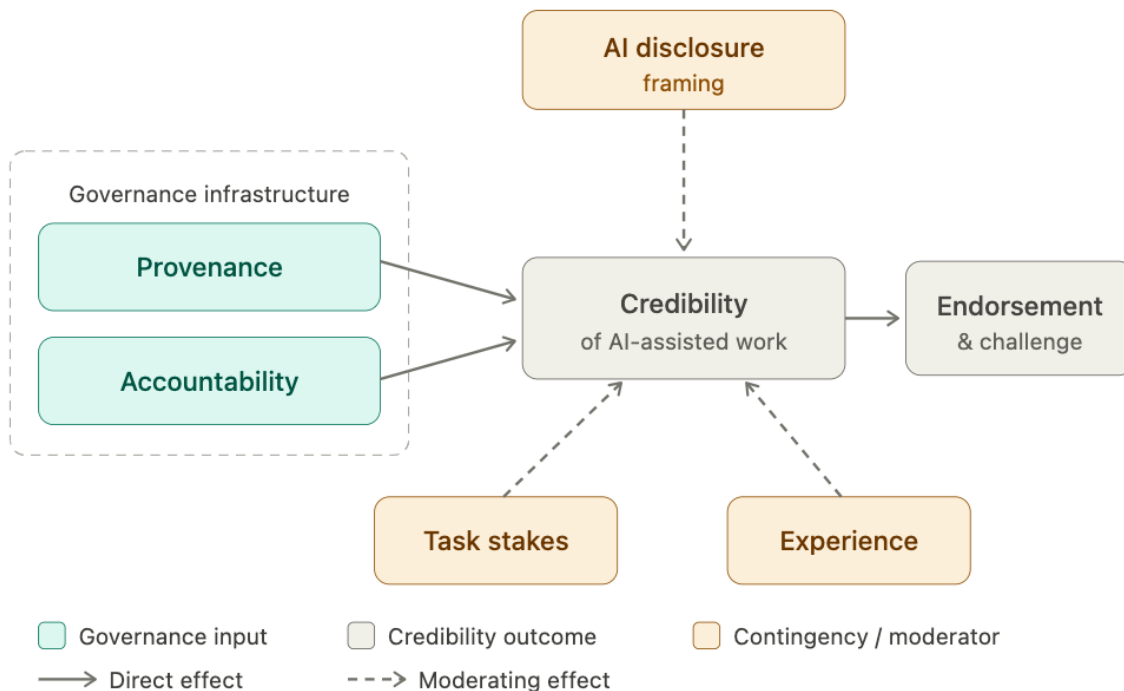 AI disclosure
framing
Governance infrastructure
Provenance
Accountability
Credibility
of AI-assisted work
Endorsement
& challenge
Task stakes
Experience
Governance input
Credibility outcome
Contingency / moderator
Direct effect
Moderating effect